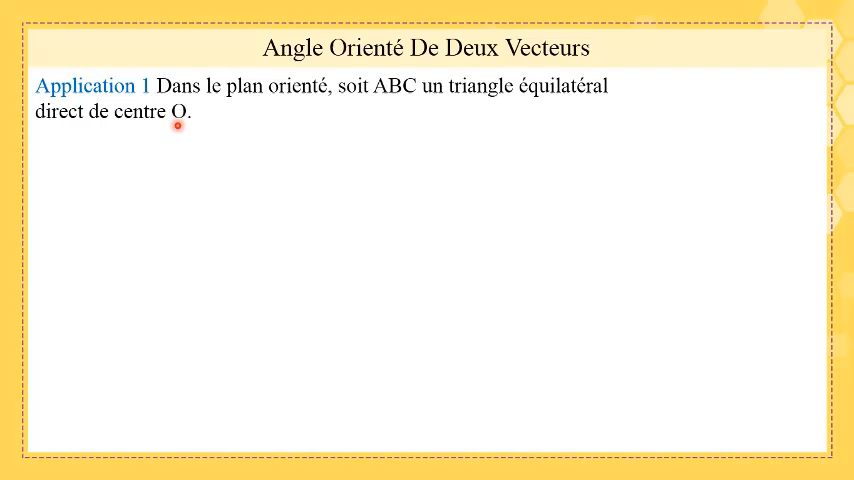 Angle Orienté De Deux Vecteurs
Application 1 Dans le plan orienté, soit ABC un triangle équilatéral
direct de centre O.